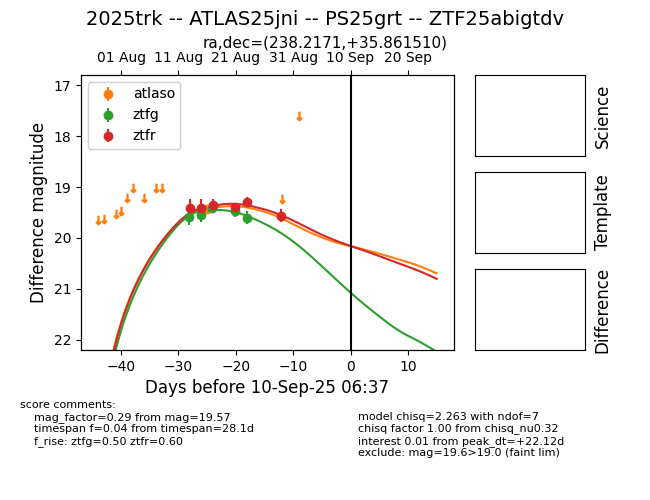 2025trk -- ATLAS25jni -- PS25grt -- ZTF25abigtdv
ra,dec=(238.2171,+35.861510)
01 Aug 11 Aug 21 Aug 31 Aug 10 Sep 20 Sep
atlaso
ztfg
ztfr
17
18
19
20
21
22
Difference magnitude
−40 −30 −20 −10 0 10
Days before 10-Sep-25 06:37
Science
Template
Difference
score comments:
mag_factor=0.29 from mag=19.57
timespan f=0.04 from timespan=28.1d
f_rise: ztfg=0.50 ztfr=0.60
model chisq=2.263 with ndof=7
chisq factor 1.00 from chisq_nu0.32
interest 0.01 from peak_dt=+22.12d
exclude: mag=19.6>19.0 (faint lim)